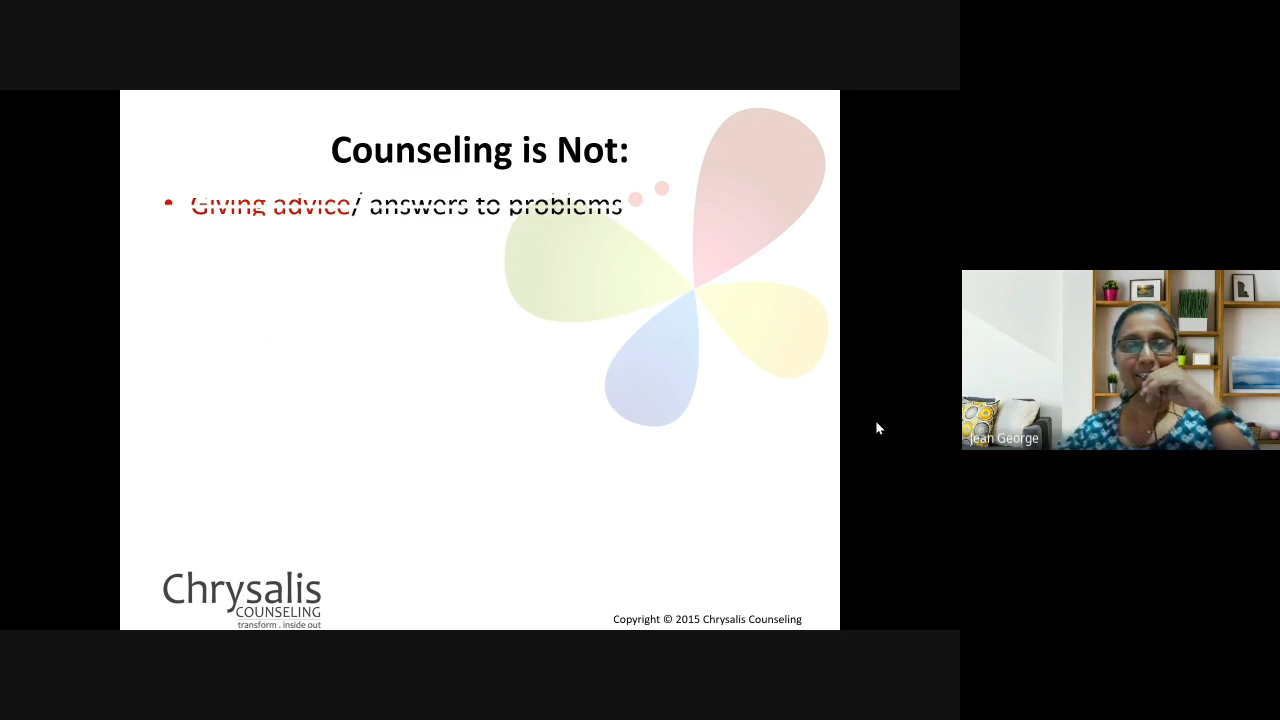 Counseling is Not:
• Giving advice/ answers to problems
Jean George
Chrysalis
COUNSELING
transform . inside out
Copyright © 2015 Chrysalis Counseling